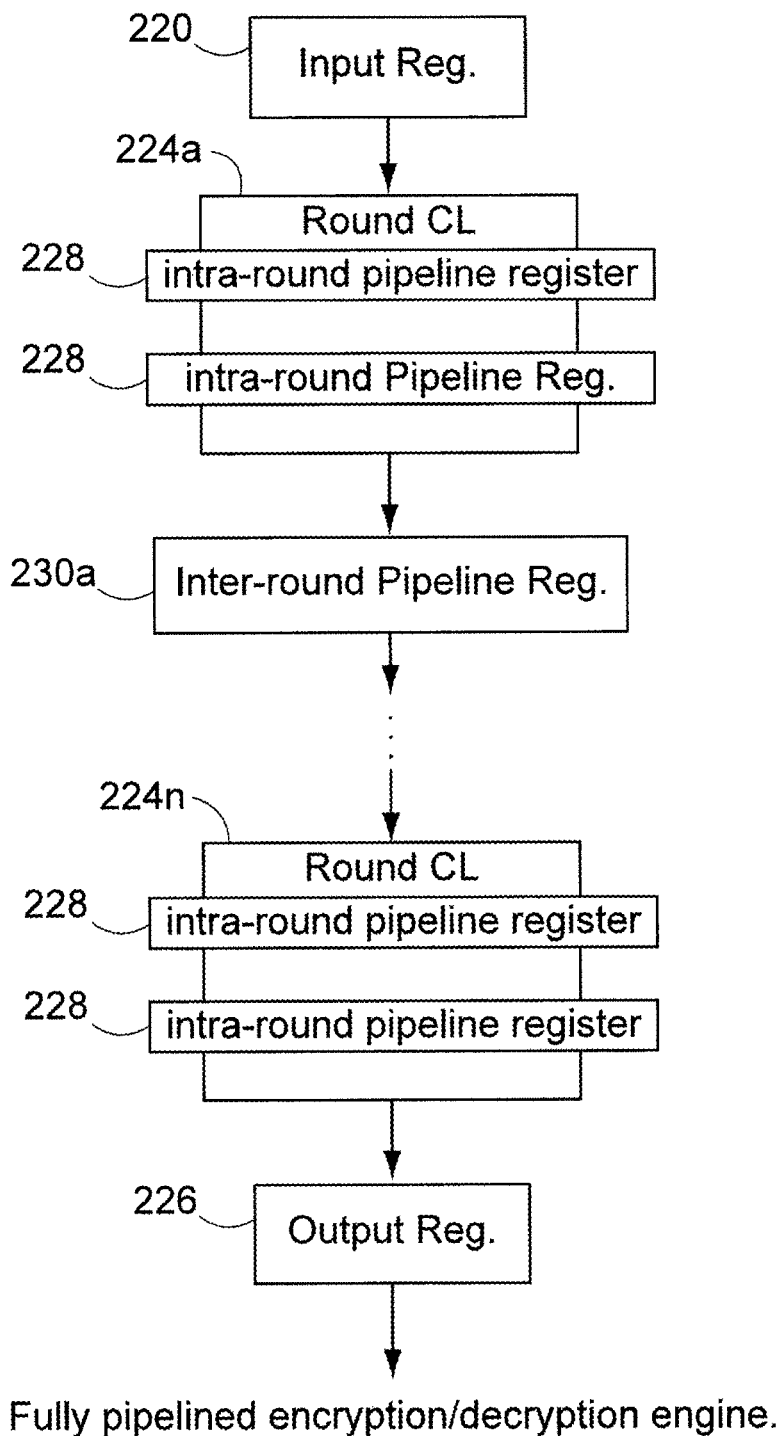 220
Input Reg.
224a
Round CL
228
intra-round pipeline register
228
intra-round Pipeline Reg.
230a
Inter-round Pipeline Reg.
224n
Round CL
228
intra-round pipeline register
228
intra-round pipeline register
226
Output Reg.
Fully pipelined encryption/decryption engine.